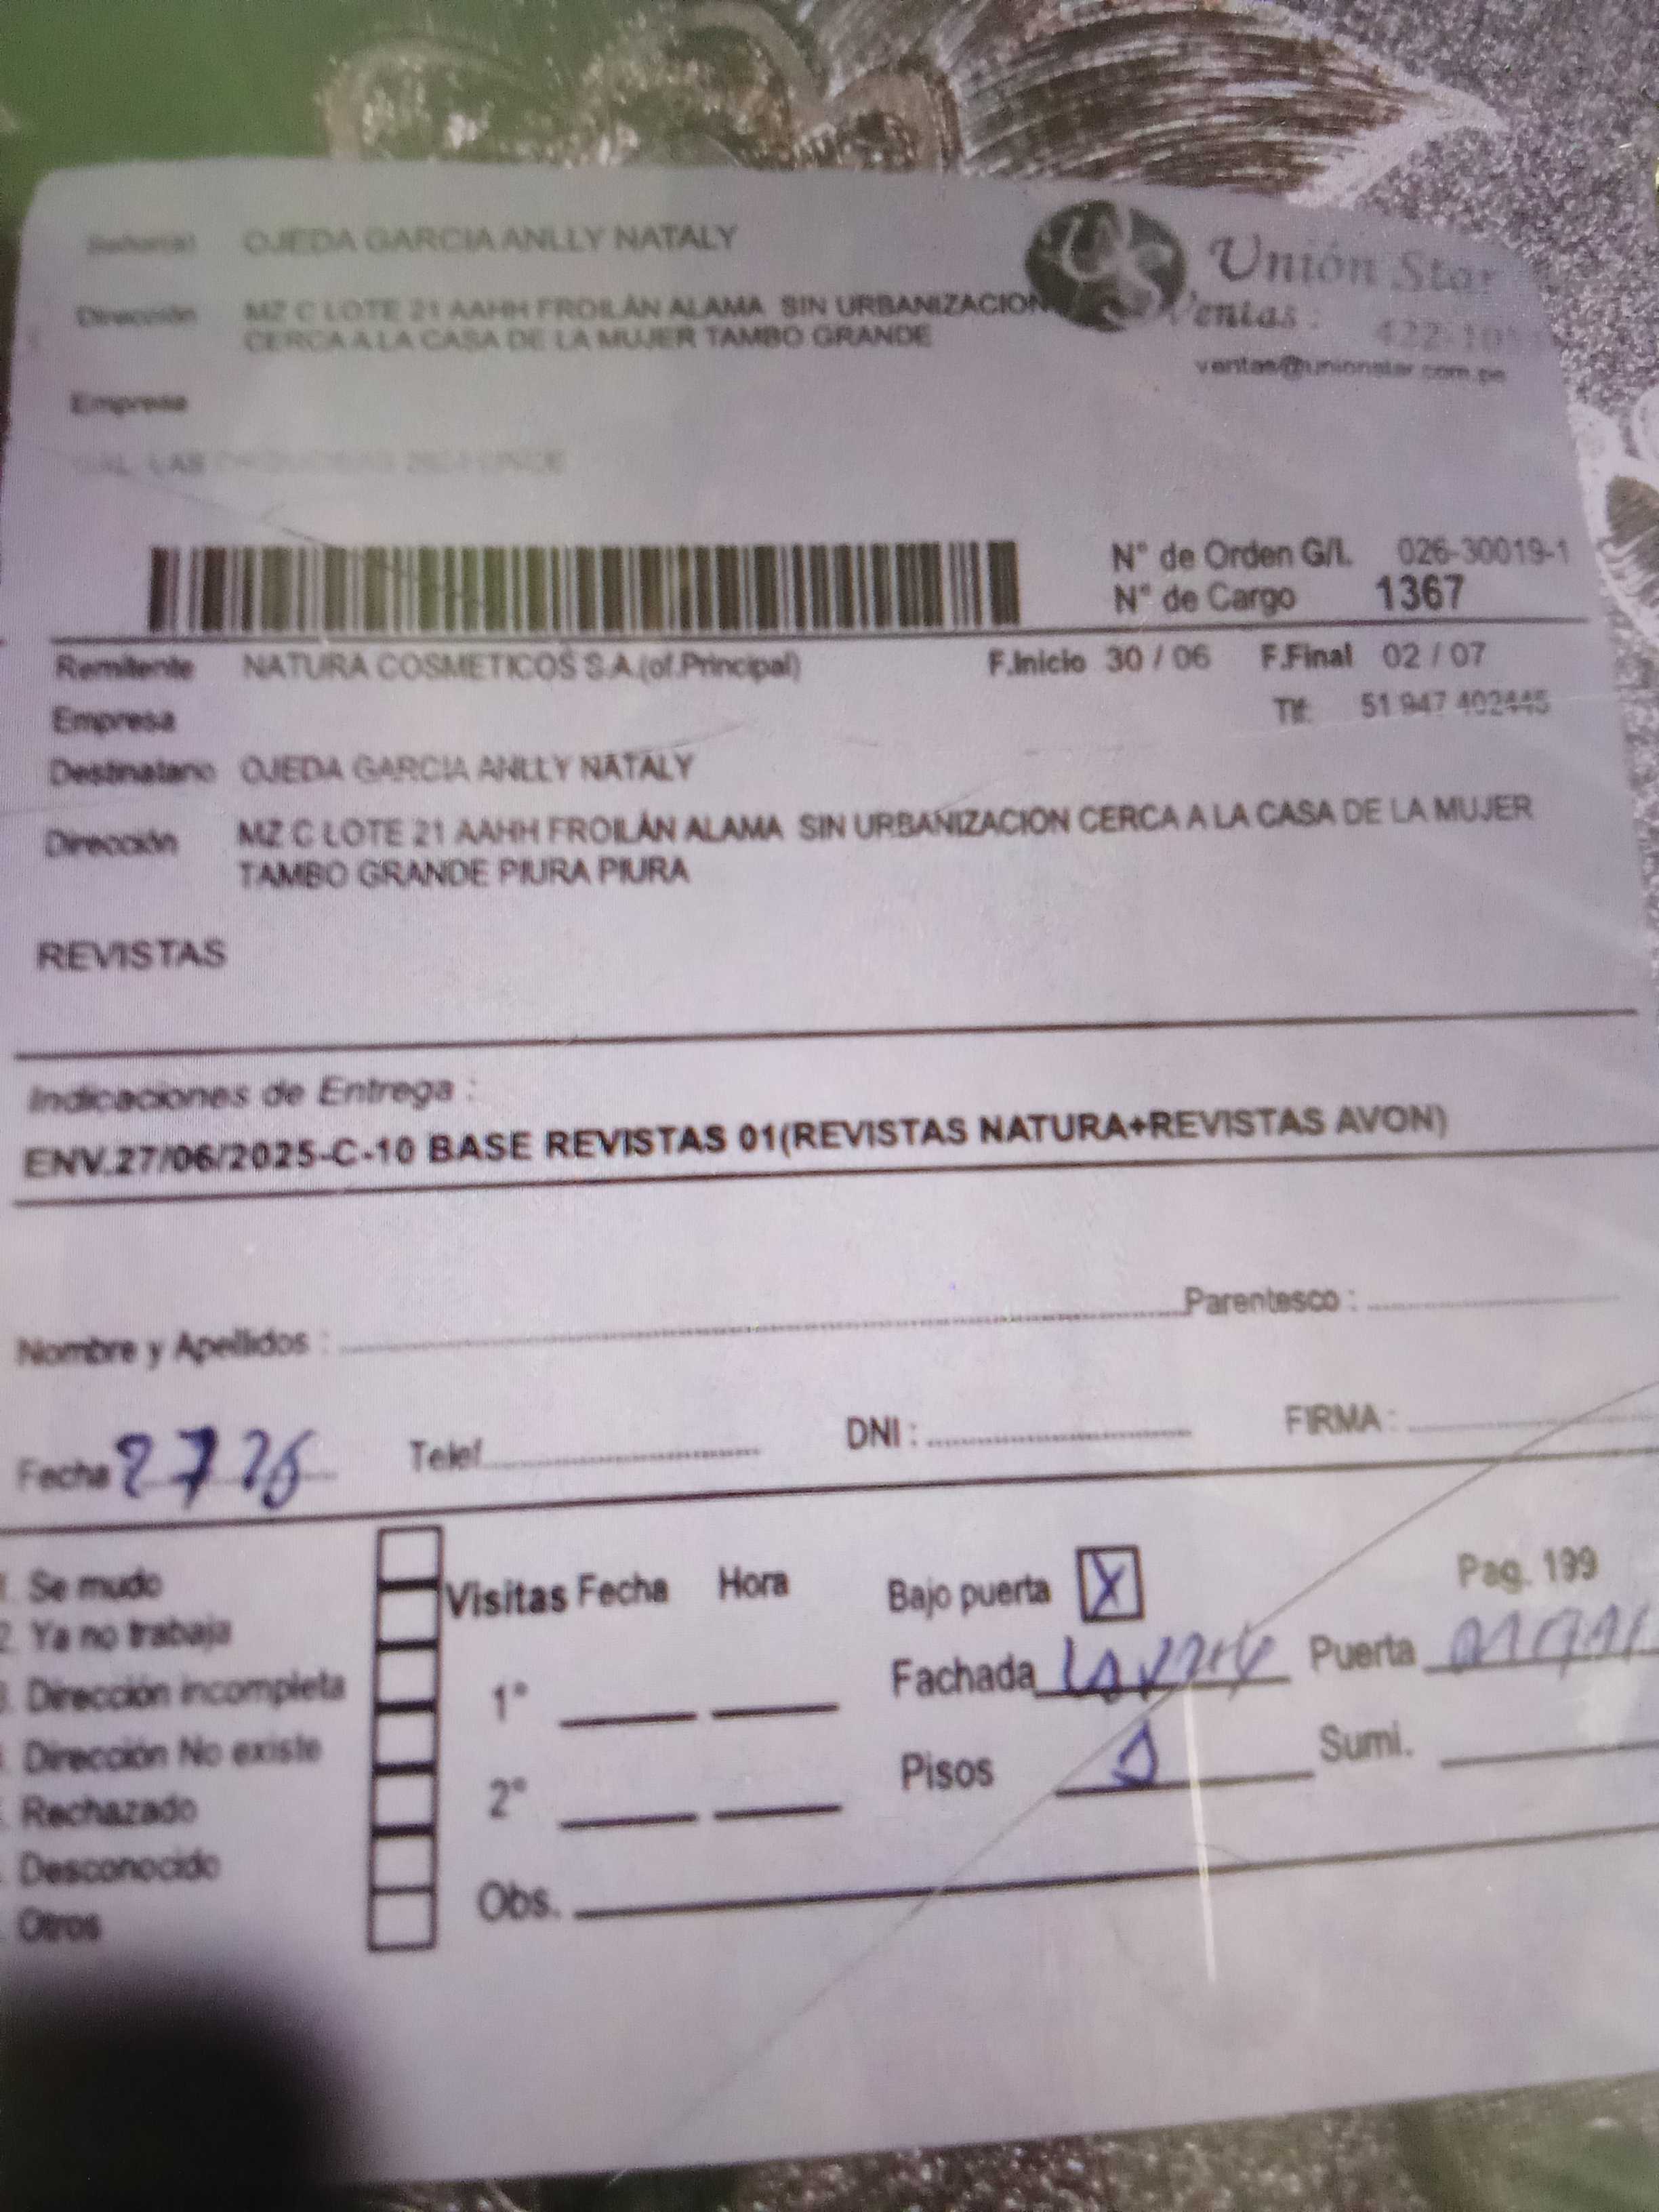 Señor(a) OJEDA GARCIA ANLLY NATALY
Unión Star
Dirección MZ C LOTE 21 AAHH FROILÁN ALAMA SIN URBANIZACION
CERCA A LA CASA DE LA MUJER TAMBO GRANDE
Ventas :
ventas@unionstar.com.pe
Empresa
CAL. LAS
N° de Orden G/L 026-30019-1
N° de Cargo 1367
Remitente NATURA COSMETICOS S.A.(of.Principal) F.Inicio 30 / 06 F.Final 02 / 07
Empresa Tlf: 51 947 402445
Destinatario OJEDA GARCIA ANLLY NATALY
Dirección MZ C LOTE 21 AAHH FROILÁN ALAMA SIN URBANIZACION CERCA A LA CASA DE LA MUJER
TAMBO GRANDE PIURA PIURA
REVISTAS
Indicaciones de Entrega :
ENV.27/06/2025-C-10 BASE REVISTAS 01(REVISTAS NATURA+REVISTAS AVON)
Nombre y Apellidos : Parentesco :
Fecha Telef. DNI : FIRMA :
Se mudo
Ya no trabaja
Dirección incompleta
Dirección No existe
Rechazado
Desconocido
Otros
Visitas Fecha Hora
1°
2°
Obs.
Bajo puerta X Pag. 199
Fachada Puerta
Pisos Sumi.